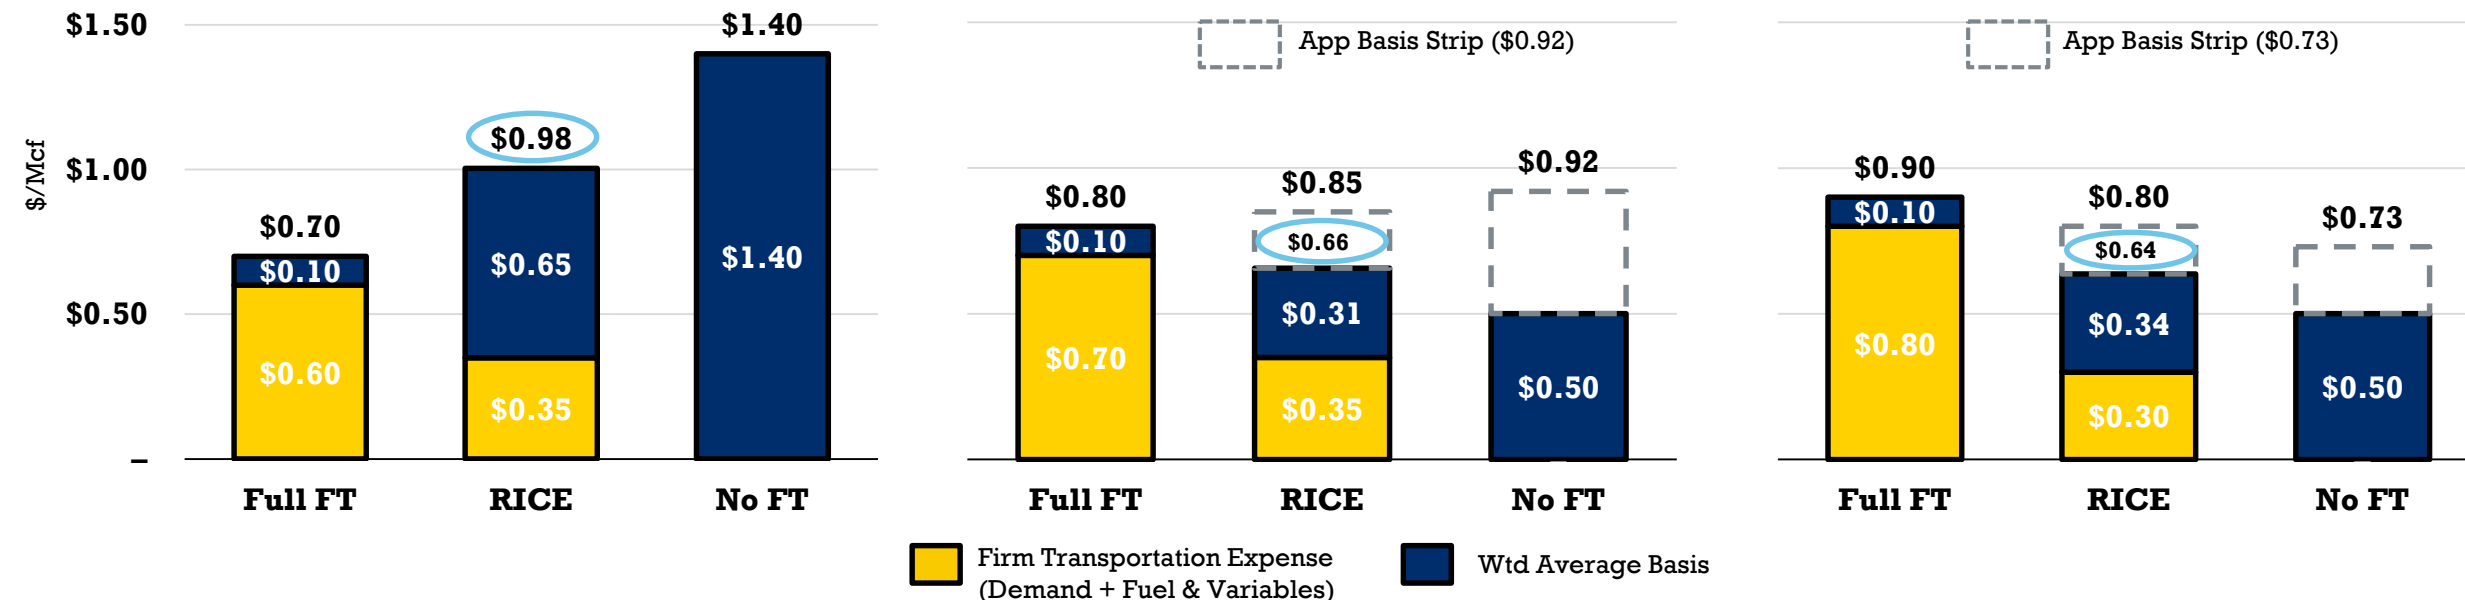 $1.50
$1.00
$0.50
–
$/Mcf
$0.70
$0.10
$0.60
$0.98
$0.65
$0.35
$1.40
$1.40
Full FT
RICE
No FT
App Basis Strip ($0.92)
$0.80
$0.10
$0.70
$0.85
$0.66
$0.31
$0.35
$0.92
$0.50
Full FT
RICE
No FT
App Basis Strip ($0.73)
$0.90
$0.10
$0.80
$0.80
$0.64
$0.34
$0.30
$0.73
$0.50
Full FT
RICE
No FT
Firm Transportation Expense
(Demand + Fuel & Variables)
Wtd Average Basis